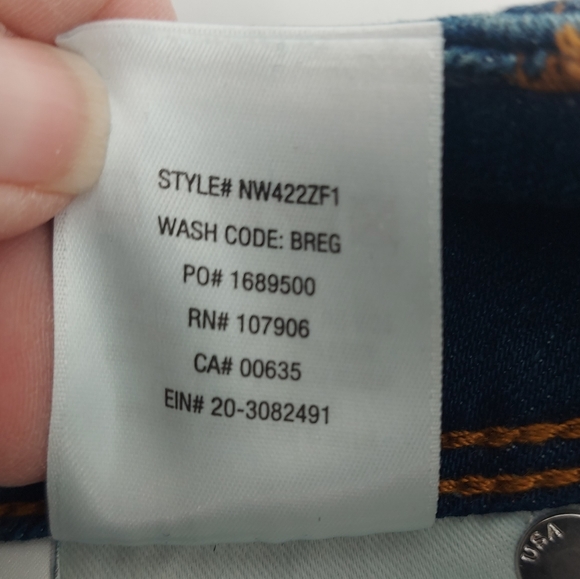 STYLE# NW422ZF1
WASH CODE: BREG
PO# 1689500
RN# 107906
CA# 00635
EIN# 20-3082491
USA